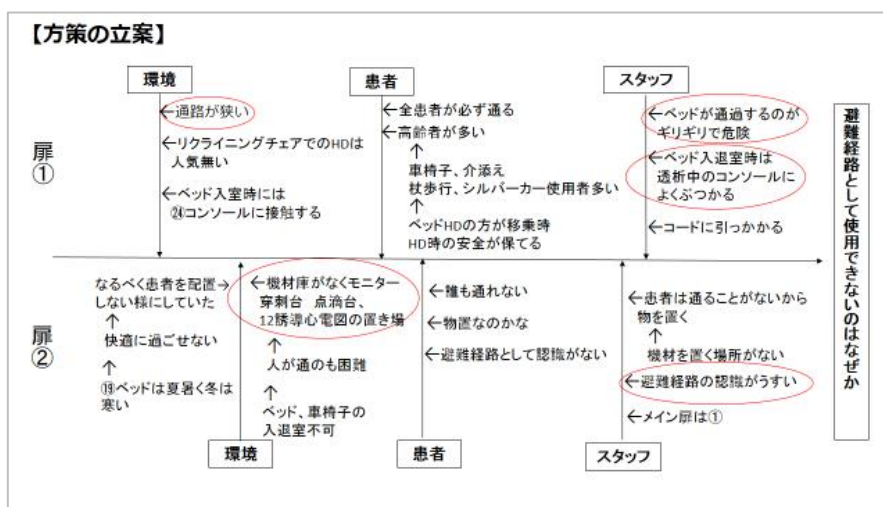 【方策の立案】
環境
患者
スタッフ
扉①
←通路が狭い
←リクライニングチェアでのHDは
人気無い
←ベッド入室時には
㉔コンソールに接触する
←全患者が必ず通る
←高齢者が多い
↑
車椅子、介添え
杖歩行、シルバーカー使用者多い
↑
ベッドHDの方が移乗時
HD時の安全が保てる
←ベッドが通過するのが
ギリギリで危険
←ベッド入退室時は
透析中のコンソールに
よくぶつかる
←コードに引っかかる
避難経路として使用できないのはなぜか
扉②
なるべく患者を配置→
しない様にしていた
↑
快適に過ごせない
↑
⑲ベッドは夏暑く冬は
寒い
←機材庫がなくモニター
穿刺台 点滴台、
12誘導心電図の置き場
↑
人が通のも困難
↑
ベッド、車椅子の
入退室不可
←誰も通れない
←物置なのかな
←避難経路として認識がない
←患者は通ることがないから
物を置く
↑
機材を置く場所がない
←避難経路の認識がうすい
←メイン扉は①
環境
患者
スタッフ